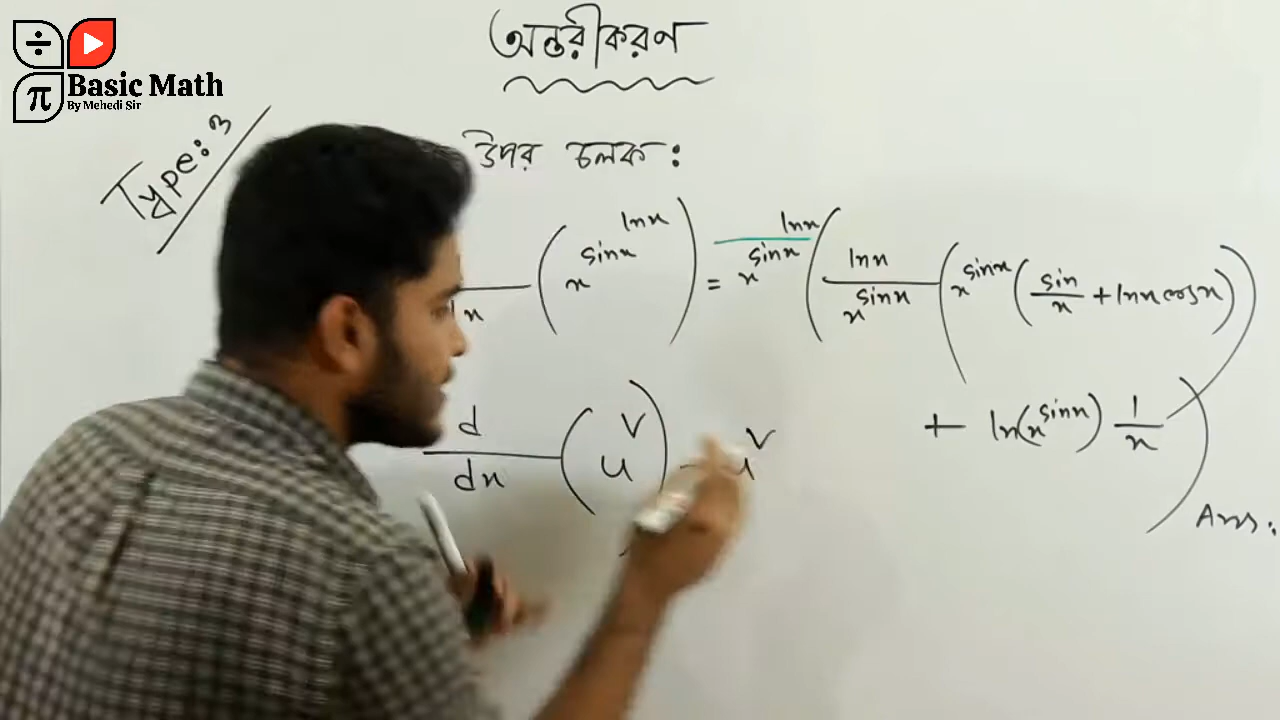 ÷
π
Basic Math
By Mehedi Sir
অন্তরীকরণ
Type: ৩
উপর চলক :
(x^sinx^lnx) = x^sinx^lnx (lnx/x^sinx (x^sinx (sin/x + lnx cosx))
+ ln(x^sinx) 1/x)
Ans:
d/dx (u^v) = u^v